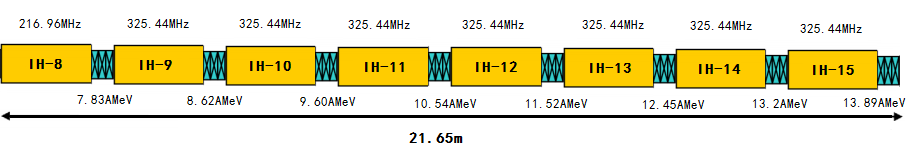 216.96MHz 325.44MHz 325.44MHz 325.44MHz 325.44MHz 325.44MHz 325.44MHz 325.44MHz
IH-8 IH-9 IH-10 IH-11 IH-12 IH-13 IH-14 IH-15
7.83AMeV 8.62AMeV 9.60AMeV 10.54AMeV 11.52AMeV 12.45AMeV 13.2AMeV 13.89AMeV
21.65m